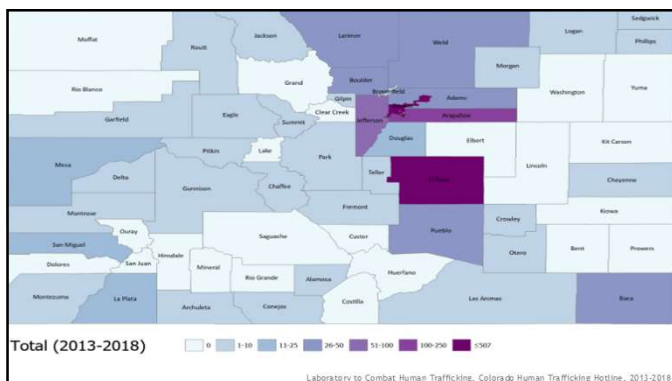 Moffat
Routt
Jackson
Larimer
Weld
Logan
Sedgwick
Phillips
Morgan
Rio Blanco
Grand
Boulder
Gilpin
Clear Creek
Jefferson
Adams
Arapahoe
Washington
Yuma
Garfield
Eagle
Summit
Douglas
Elbert
Kit Carson
Lincoln
Mesa
Pitkin
Lake
Park
Teller
Cheyenne
Delta
Gunnison
Chaffee
Fremont
Montrose
Ouray
Saguache
Custer
Pueblo
Crowley
Kiowa
San Miguel
Otero
Bent
Prowers
Dolores
San Juan
Hinsdale
Mineral
Rio Grande
Alamosa
Huerfano
Montezuma
La Plata
Archuleta
Conejos
Costilla
Las Animas
Baca
Total (2013-2018) 0 1-10 11-25 26-50 51-100 100-250 ≤507
Laboratory to Combat Human Trafficking, Colorado Human Trafficking Hotline, 2013-2018